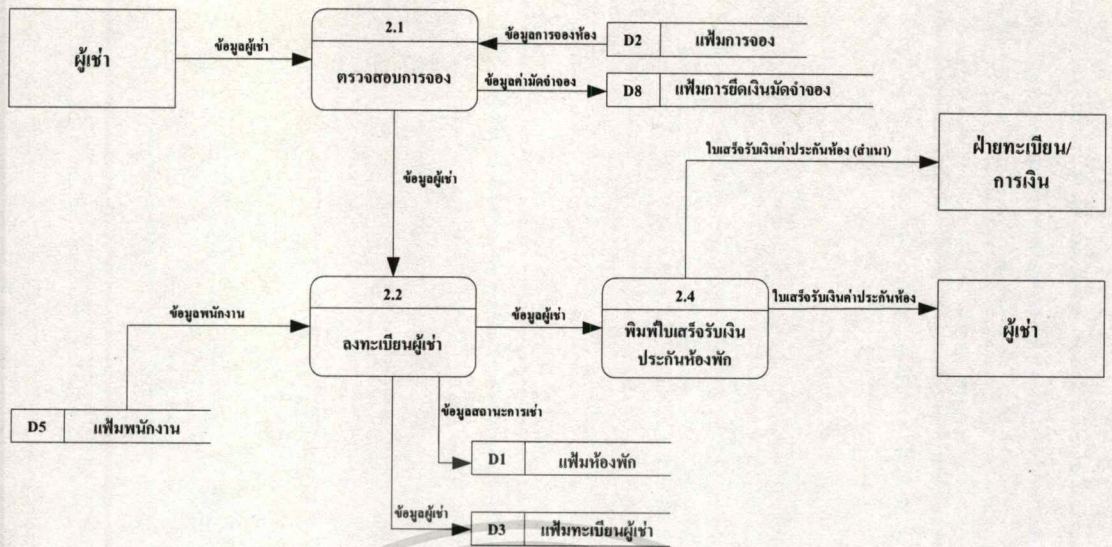 ผู้เช่า
ข้อมูลผู้เช่า
2.1
ตรวจสอบการจอง
ข้อมูลการจองห้อง
D2 แฟ้มการจอง
ข้อมูลค่ามัดจำจอง
D8 แฟ้มการยึดเงินมัดจำจอง
ใบเสร็จรับเงินค่าประกันห้อง (สำเนา)
ฝ่ายทะเบียน/
การเงิน
ข้อมูลผู้เช่า
ข้อมูลพนักงาน
2.2
ลงทะเบียนผู้เช่า
ข้อมูลผู้เช่า
2.4
พิมพ์ใบเสร็จรับเงิน
ประกันห้องพัก
ใบเสร็จรับเงินค่าประกันห้อง
ผู้เช่า
D5 แฟ้มพนักงาน
ข้อมูลสถานะการเช่า
D1 แฟ้มห้องพัก
ข้อมูลผู้เช่า
D3 แฟ้มทะเบียนผู้เช่า